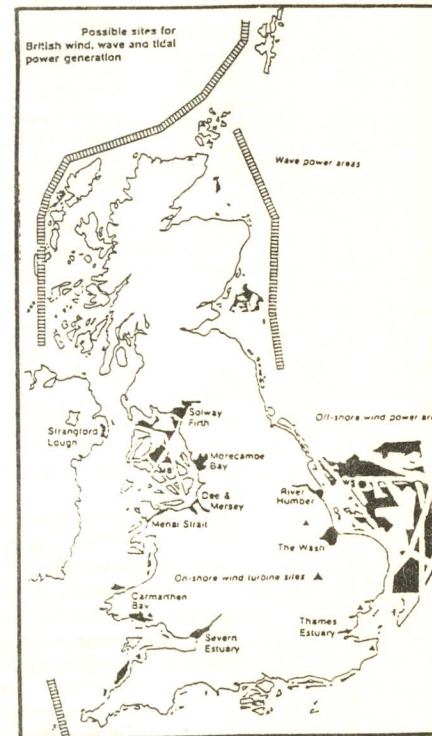 Possible sites for
British wind, wave and tidal
power generation
Wave power areas
Solway
Firth
Strangford
Lough
Off-shore wind power are
Morecambe
Bay
MB
Dee &
Mersey
River
Humber
WS
Menai Strait
The Wash
On-shore wind turbine sites
Carmarthen
Bay
Thames
Estuary
Severn
Estuary